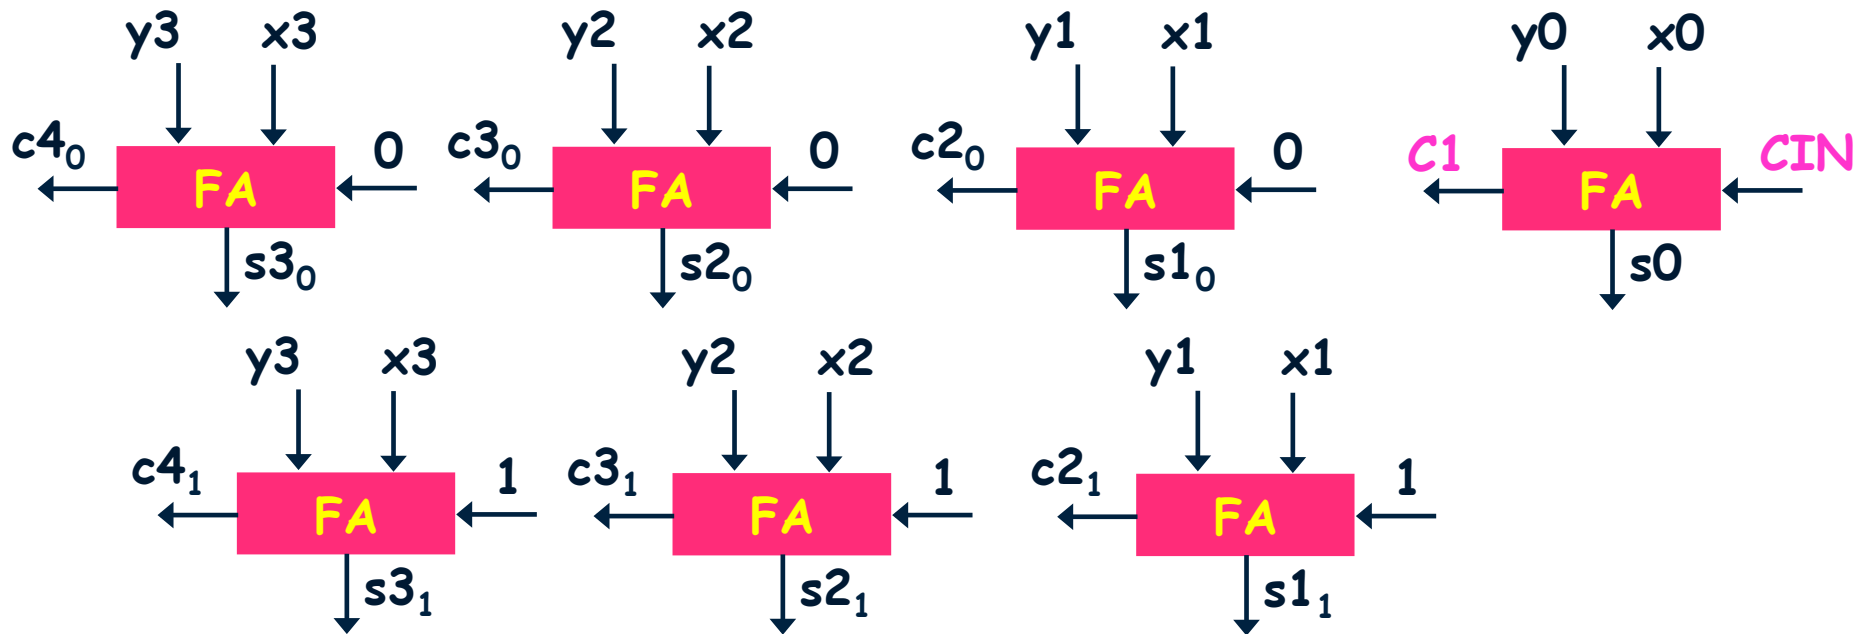 y3 x3 y2 x2 y1 x1 y0 x0
c4₀ 0 c3₀ 0 c2₀ 0 C1 CIN
FA FA FA FA
s3₀ s2₀ s1₀ s0
y3 x3 y2 x2 y1 x1
c4₁ 1 c3₁ 1 c2₁ 1
FA FA FA
s3₁ s2₁ s1₁